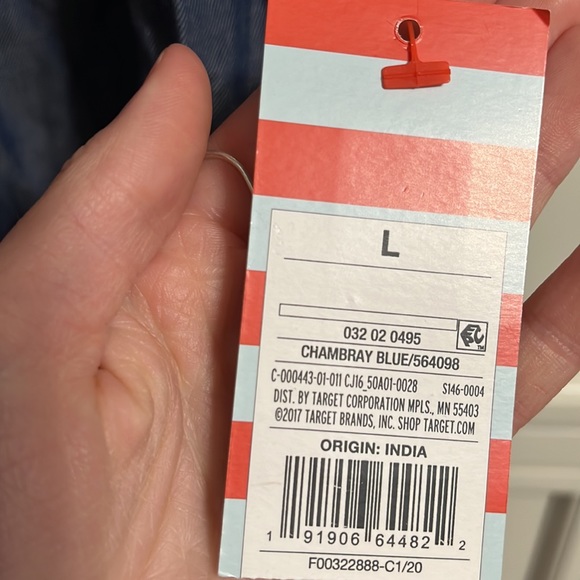 L
032 02 0495
CHAMBRAY BLUE/564098
C-000443-01-011 CJ16_50A01-0028 S146-0004
DIST. BY TARGET CORPORATION MPLS., MN 55403
©2017 TARGET BRANDS, INC. SHOP TARGET.COM
ORIGIN: INDIA
1 91906 64482 2
F00322888-C1/20